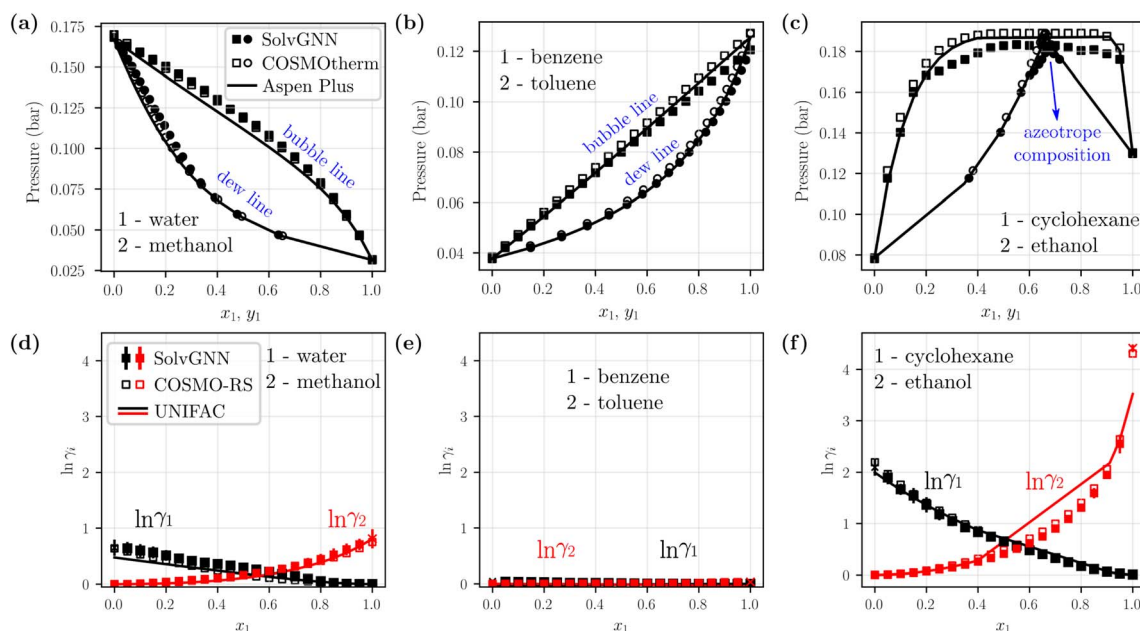 (a)
0.175
0.150
0.125
0.100
0.075
0.050
0.025
Pressure (bar)
SolvGNN
COSMOtherm
Aspen Plus
bubble line
dew line
1 - water
2 - methanol
0.0 0.2 0.4 0.6 0.8 1.0
x₁, y₁
(b)
0.12
0.10
0.08
0.06
0.04
Pressure (bar)
1 - benzene
2 - toluene
bubble line
dew line
0.0 0.2 0.4 0.6 0.8 1.0
x₁, y₁
(c)
0.18
0.16
0.14
0.12
0.10
0.08
Pressure (bar)
azeotrope
composition
1 - cyclohexane
2 - ethanol
0.0 0.2 0.4 0.6 0.8 1.0
x₁, y₁
(d)
4
3
2
1
0
ln γᵢ
SolvGNN
COSMO-RS
UNIFAC
1 - water
2 - methanol
lnγ₁
lnγ₂
0.0 0.2 0.4 0.6 0.8 1.0
x₁
(e)
4
3
2
1
0
ln γᵢ
1 - benzene
2 - toluene
lnγ₂
lnγ₁
0.0 0.2 0.4 0.6 0.8 1.0
x₁
(f)
4
3
2
1
0
ln γᵢ
1 - cyclohexane
2 - ethanol
lnγ₁
lnγ₂
0.0 0.2 0.4 0.6 0.8 1.0
x₁